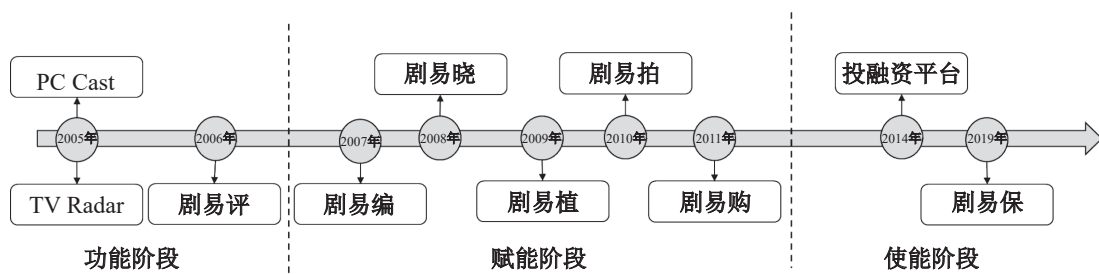 剧易晓
剧易拍
投融资平台
PC Cast
2005年
2006年
2007年
2008年
2009年
2010年
2011年
2014年
2019年
TV Radar
剧易评
剧易编
剧易植
剧易购
剧易保
功能阶段
赋能阶段
使能阶段